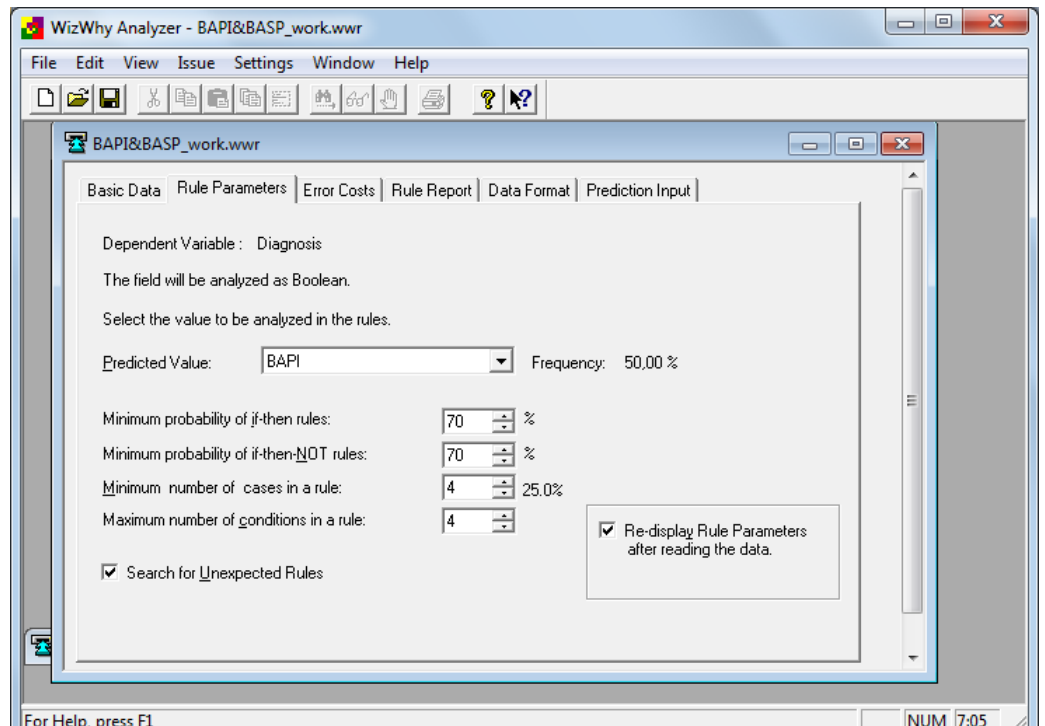 WizWhy Analyzer - BAPI&BASP_work.wwr
File Edit View Issue Settings Window Help
BAPI&BASP_work.wwr
Basic Data Rule Parameters Error Costs Rule Report Data Format Prediction Input
Dependent Variable : Diagnosis
The field will be analyzed as Boolean.
Select the value to be analyzed in the rules.
Predicted Value: BAPI Frequency: 50,00 %
Minimum probability of if-then rules: 70 %
Minimum probability of if-then-NOT rules: 70 %
Minimum number of cases in a rule: 4 25.0%
Maximum number of conditions in a rule: 4
Re-display Rule Parameters
after reading the data.
Search for Unexpected Rules
For Help, press F1 NUM 7:05